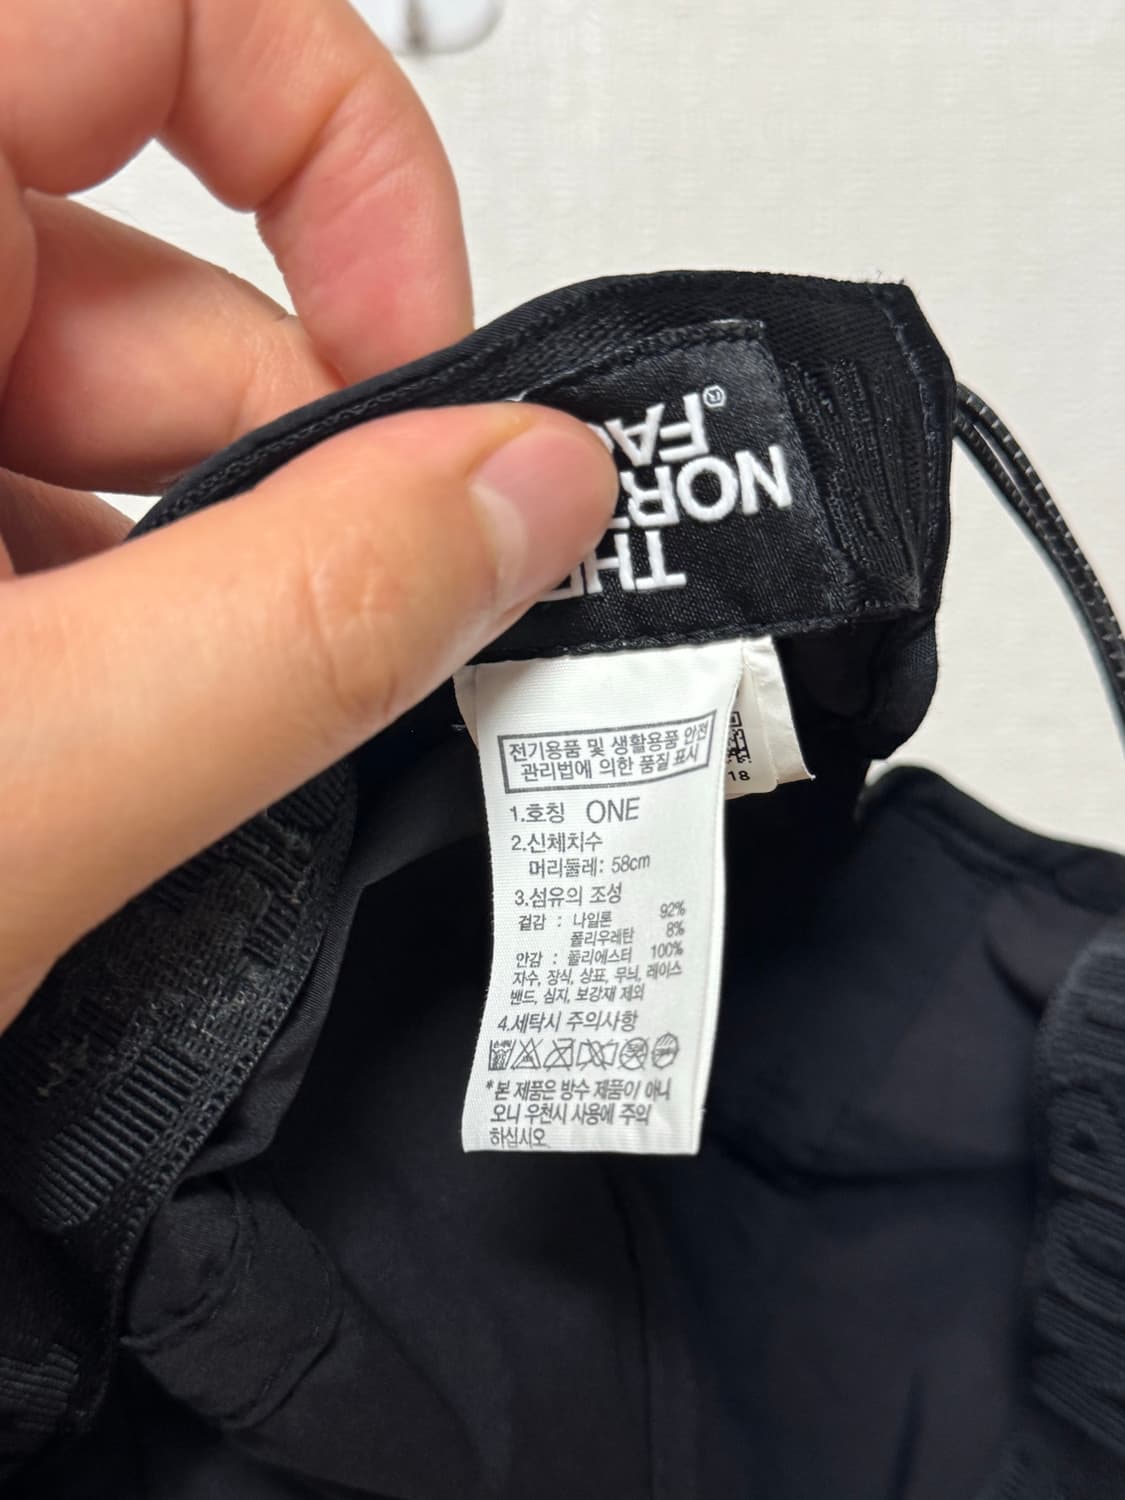 THE
NOR
FA
®
전기용품 및 생활용품 안전
관리법에 의한 품질 표시
1.호칭 ONE
2.신체치수
머리둘레: 58cm
3.섬유의 조성
겉감 : 나일론 92%
폴리우레탄 8%
안감 : 폴리에스터 100%
자수, 장식, 상표, 무늬, 레이스
밴드, 심지, 보강재 제외
4.세탁시 주의사항
*본 제품은 방수 제품이 아니
오니 우천시 사용에 주의
하십시오
18